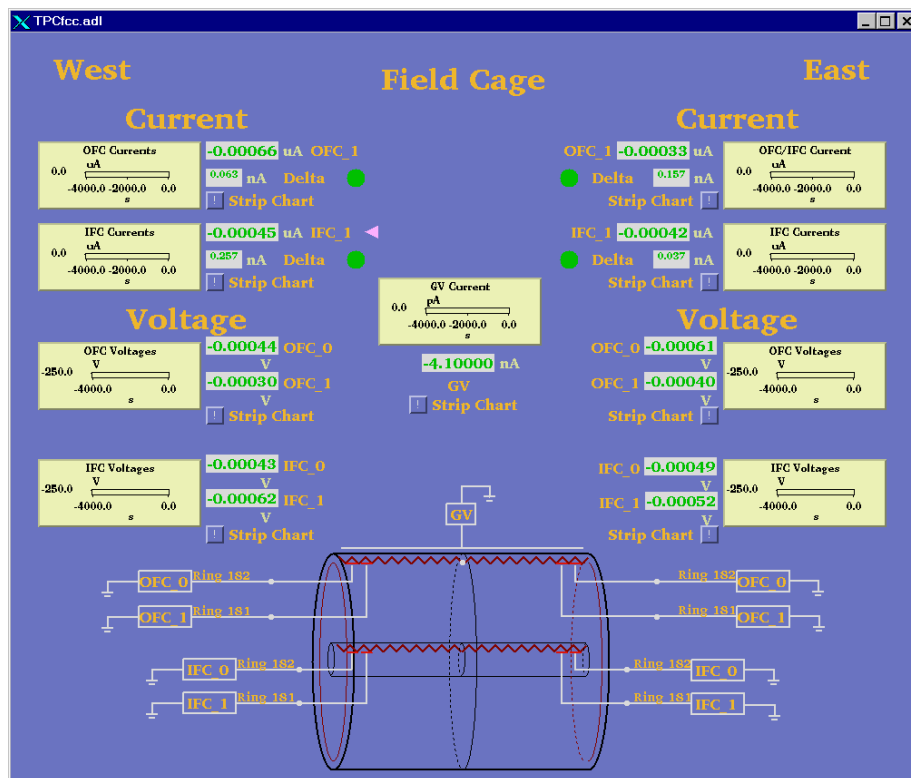 TPCfcc.adl
West
Field Cage
East
Current
Current
OFC Currents
uA
0.0
-4000.0 -2000.0 0.0
s
-0.00066 uA OFC_1
0.063 nA Delta
! Strip Chart
OFC_1 -0.00033 uA
Delta 0.157 nA
Strip Chart !
OFC/IFC Current
uA
0.0
-4000.0 -2000.0 0.0
s
IFC Currents
uA
0.0
-4000.0 -2000.0 0.0
s
-0.00045 uA IFC_1
0.257 nA Delta
! Strip Chart
IFC_1 -0.00042 uA
Delta 0.037 nA
Strip Chart !
IFC Currents
uA
0.0
-4000.0 -2000.0 0.0
s
GV Current
pA
0.0
-4000.0 -2000.0 0.0
s
-4.10000 nA
GV
! Strip Chart
Voltage
Voltage
OFC Voltages
V
-250.0
-4000.0 0.0
s
-0.00044 OFC_0
V
-0.00030 OFC_1
V
! Strip Chart
OFC_0 -0.00061
V
OFC_1 -0.00040
V
Strip Chart !
OFC Voltages
V
-250.0
-4000.0 0.0
s
IFC Voltages
V
-250.0
-4000.0 0.0
s
-0.00043 IFC_0
V
-0.00062 IFC_1
V
! Strip Chart
IFC_0 -0.00049
V
IFC_1 -0.00052
V
Strip Chart !
IFC Voltages
V
-250.0
-4000.0 0.0
s
GV
OFC_0 Ring 182
Ring 182 OFC_0
OFC_1 Ring 181
Ring 181 OFC_1
IFC_0 Ring 182
Ring 182 IFC_0
IFC_1 Ring 181
Ring 181 IFC_1